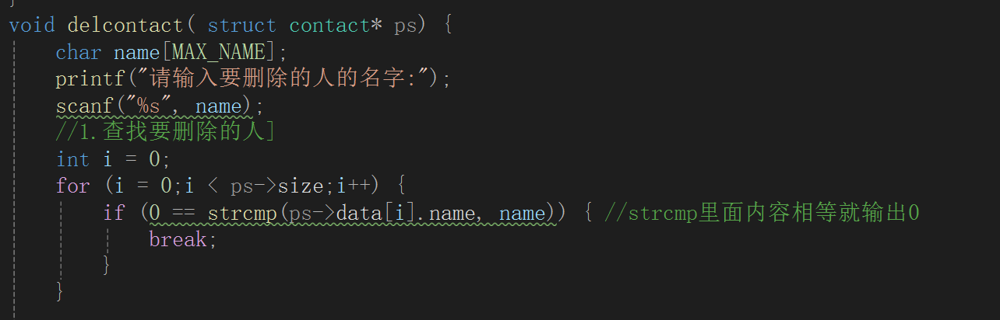 }
void delcontact( struct contact* ps) {
    char name[MAX_NAME];
    printf("请输入要删除的人的名字:");
    scanf("%s", name);
    //1.查找要删除的人]
    int i = 0;
    for (i = 0;i < ps->size;i++) {
        if (0 == strcmp(ps->data[i].name, name)) { //strcmp里面内容相等就输出0
            break;
        }
    }